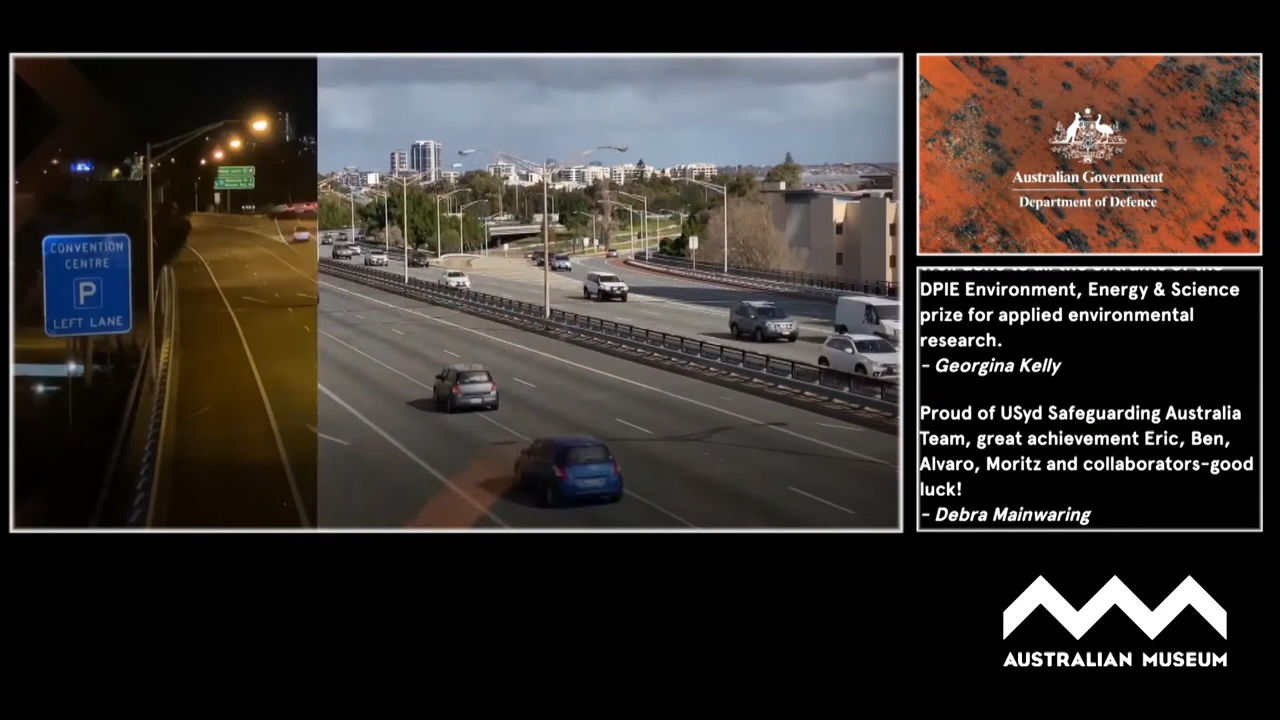 CONVENTION
CENTRE
P
LEFT LANE
Australian Government
Department of Defence
DPIE Environment, Energy & Science
prize for applied environmental
research.
- Georgina Kelly
Proud of USyd Safeguarding Australia
Team, great achievement Eric, Ben,
Alvaro, Moritz and collaborators-good
luck!
- Debra Mainwaring
AUSTRALIAN MUSEUM